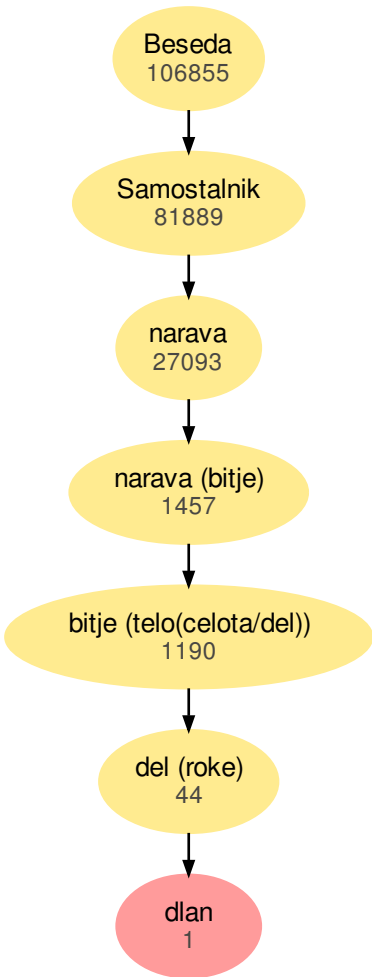 Beseda
106855
Samostalnik
81889
narava
27093
narava (bitje)
1457
bitje (telo(celota/del))
1190
del (roke)
44
dlan
1